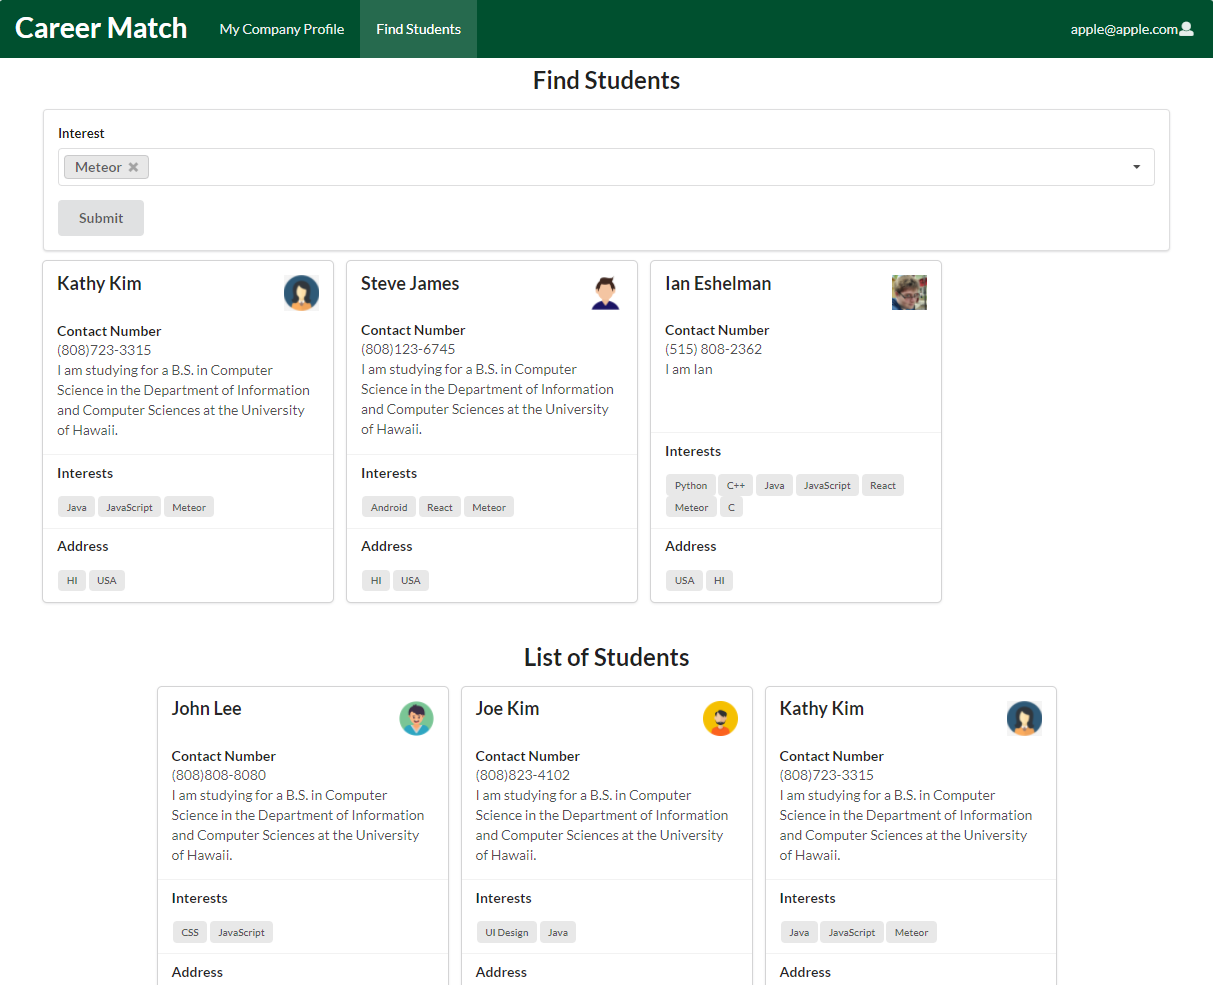 Career Match
My Company Profile
Find Students
apple@apple.com
Find Students
Interest
Meteor
Submit
Kathy Kim
Contact Number
(808)723-3315
I am studying for a B.S. in Computer
Science in the Department of Information
and Computer Sciences at the University
of Hawaii.
Interests
Java JavaScript Meteor
Address
HI USA
Steve James
Contact Number
(808)123-6745
I am studying for a B.S. in Computer
Science in the Department of Information
and Computer Sciences at the University
of Hawaii.
Interests
Android React Meteor
Address
HI USA
Ian Eshelman
Contact Number
(515) 808-2362
I am Ian
Interests
Python C++ Java JavaScript React
Meteor C
Address
USA HI
List of Students
John Lee
Contact Number
(808)808-8080
I am studying for a B.S. in Computer
Science in the Department of Information
and Computer Sciences at the University
of Hawaii.
Interests
CSS JavaScript
Address
Joe Kim
Contact Number
(808)823-4102
I am studying for a B.S. in Computer
Science in the Department of Information
and Computer Sciences at the University
of Hawaii.
Interests
UI Design Java
Address
Kathy Kim
Contact Number
(808)723-3315
I am studying for a B.S. in Computer
Science in the Department of Information
and Computer Sciences at the University
of Hawaii.
Interests
Java JavaScript Meteor
Address